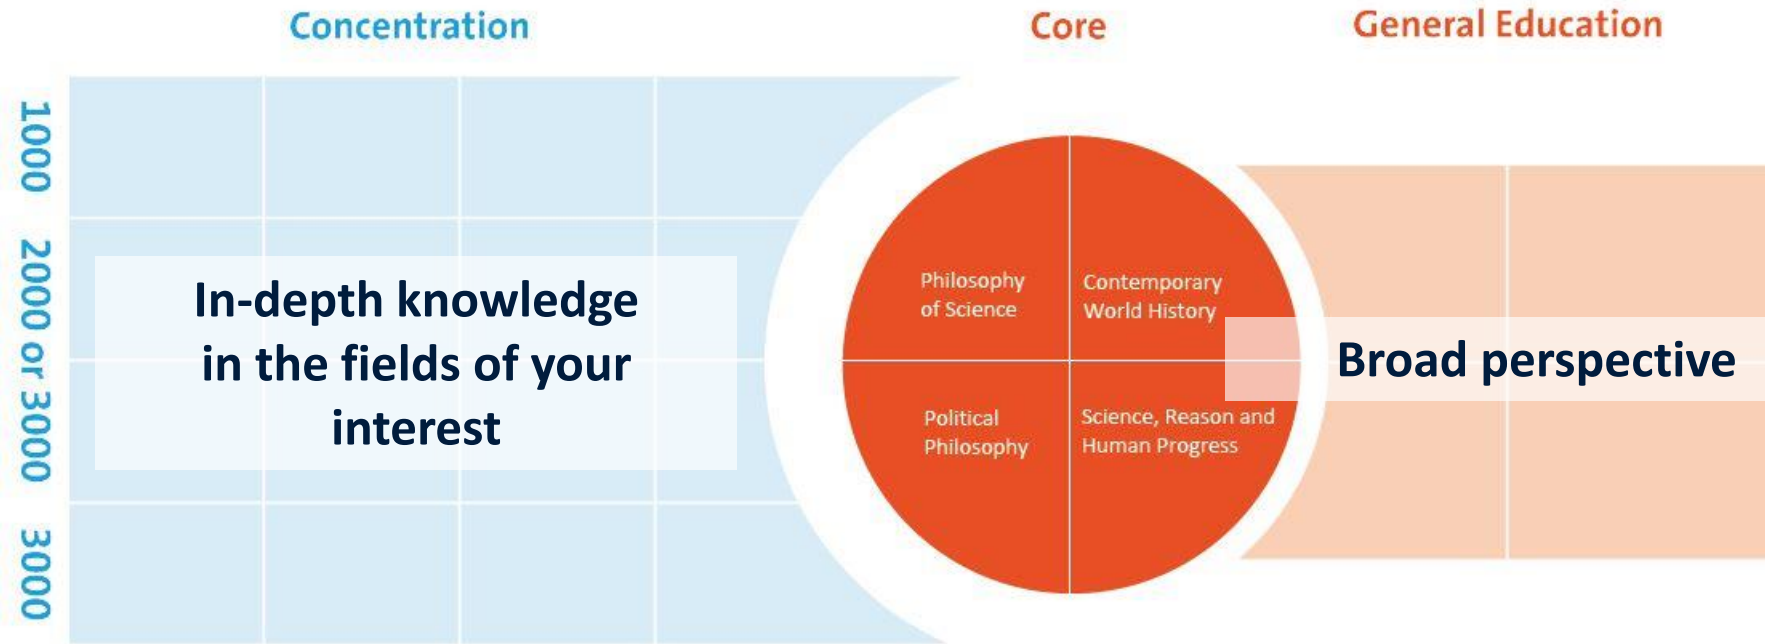 Concentration
Core
General Education
1000
2000 or 3000
3000
In-depth knowledge
in the fields of your
interest
Philosophy
of Science
Contemporary
World History
Political
Philosophy
Science, Reason and
Human Progress
Broad perspective